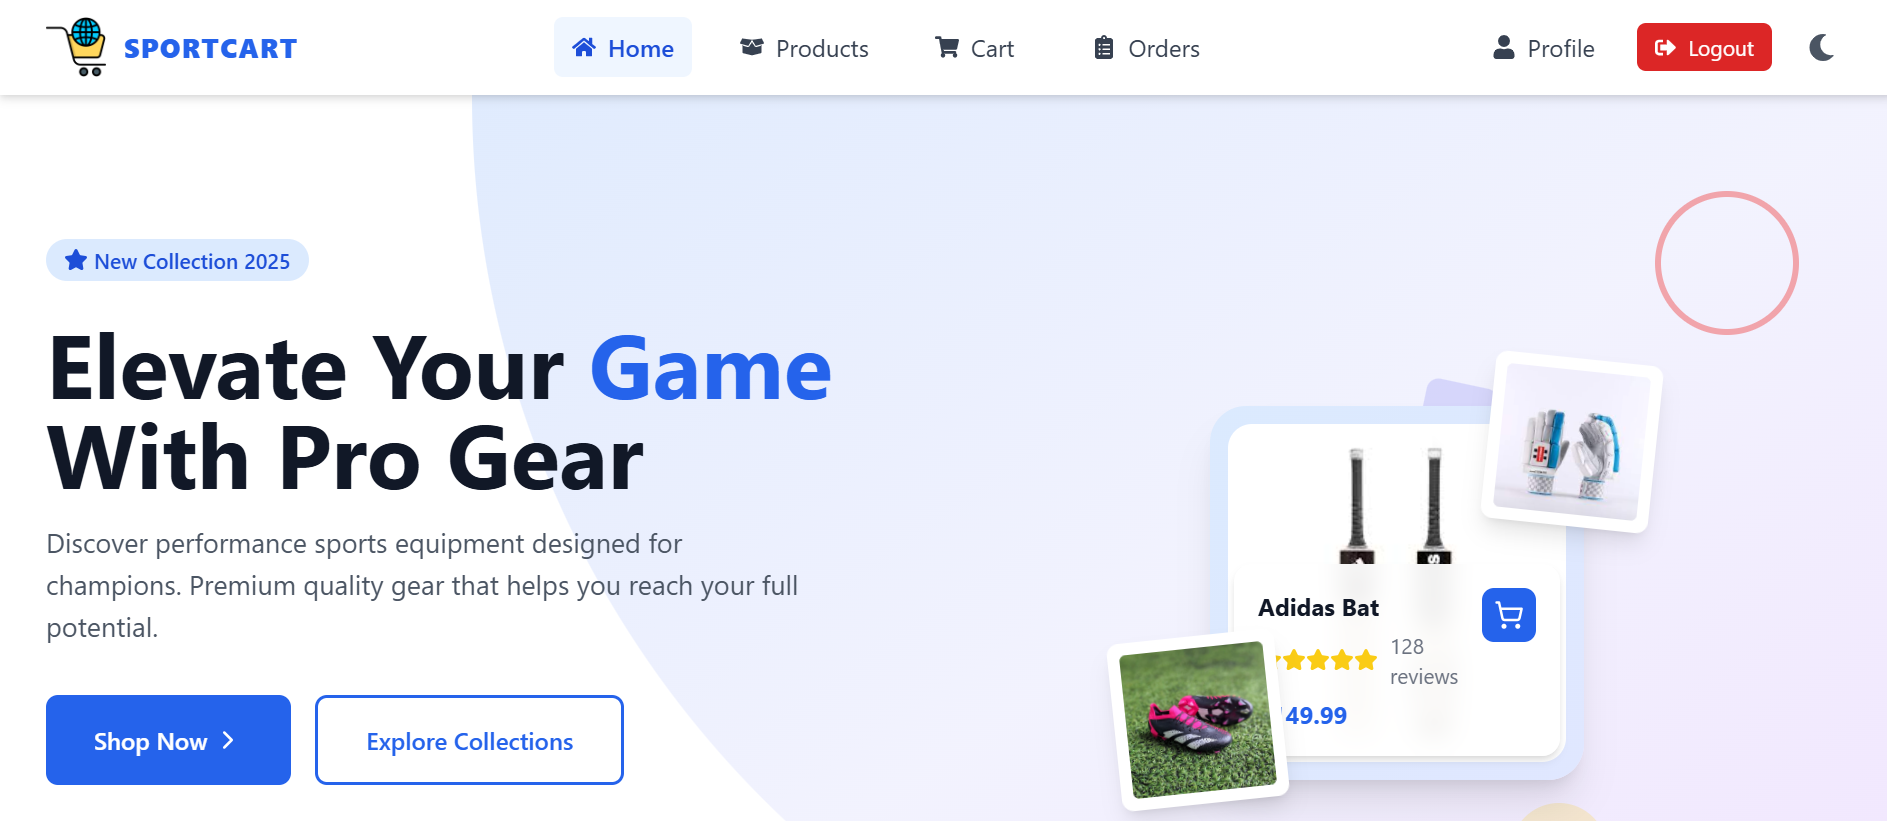 SPORTCART
Home
Products
Cart
Orders
Profile
Logout
New Collection 2025
Elevate Your Game
With Pro Gear
Discover performance sports equipment designed for
champions. Premium quality gear that helps you reach your full
potential.
Shop Now
Explore Collections
Adidas Bat
128
reviews
49.99